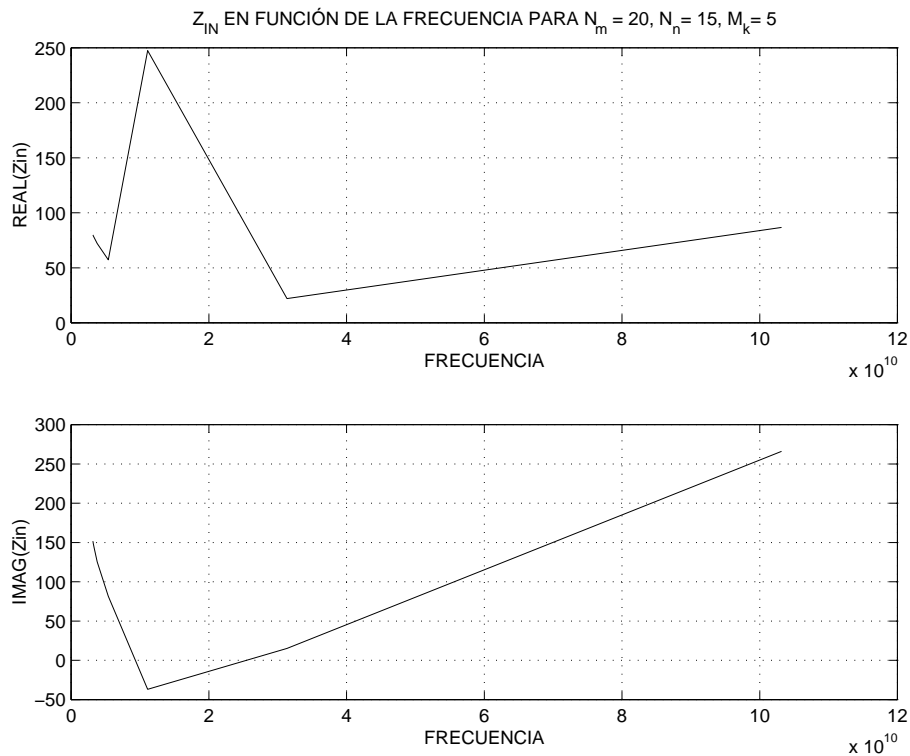 Z_IN EN FUNCIÓN DE LA FRECUENCIA PARA N_m = 20, N_n = 15, M_k = 5
250
200
150
100
50
0
REAL(Zin)
0 2 4 6 8 10 12
FRECUENCIA
x 10^10
300
250
200
150
100
50
0
−50
IMAG(Zin)
0 2 4 6 8 10 12
FRECUENCIA
x 10^10